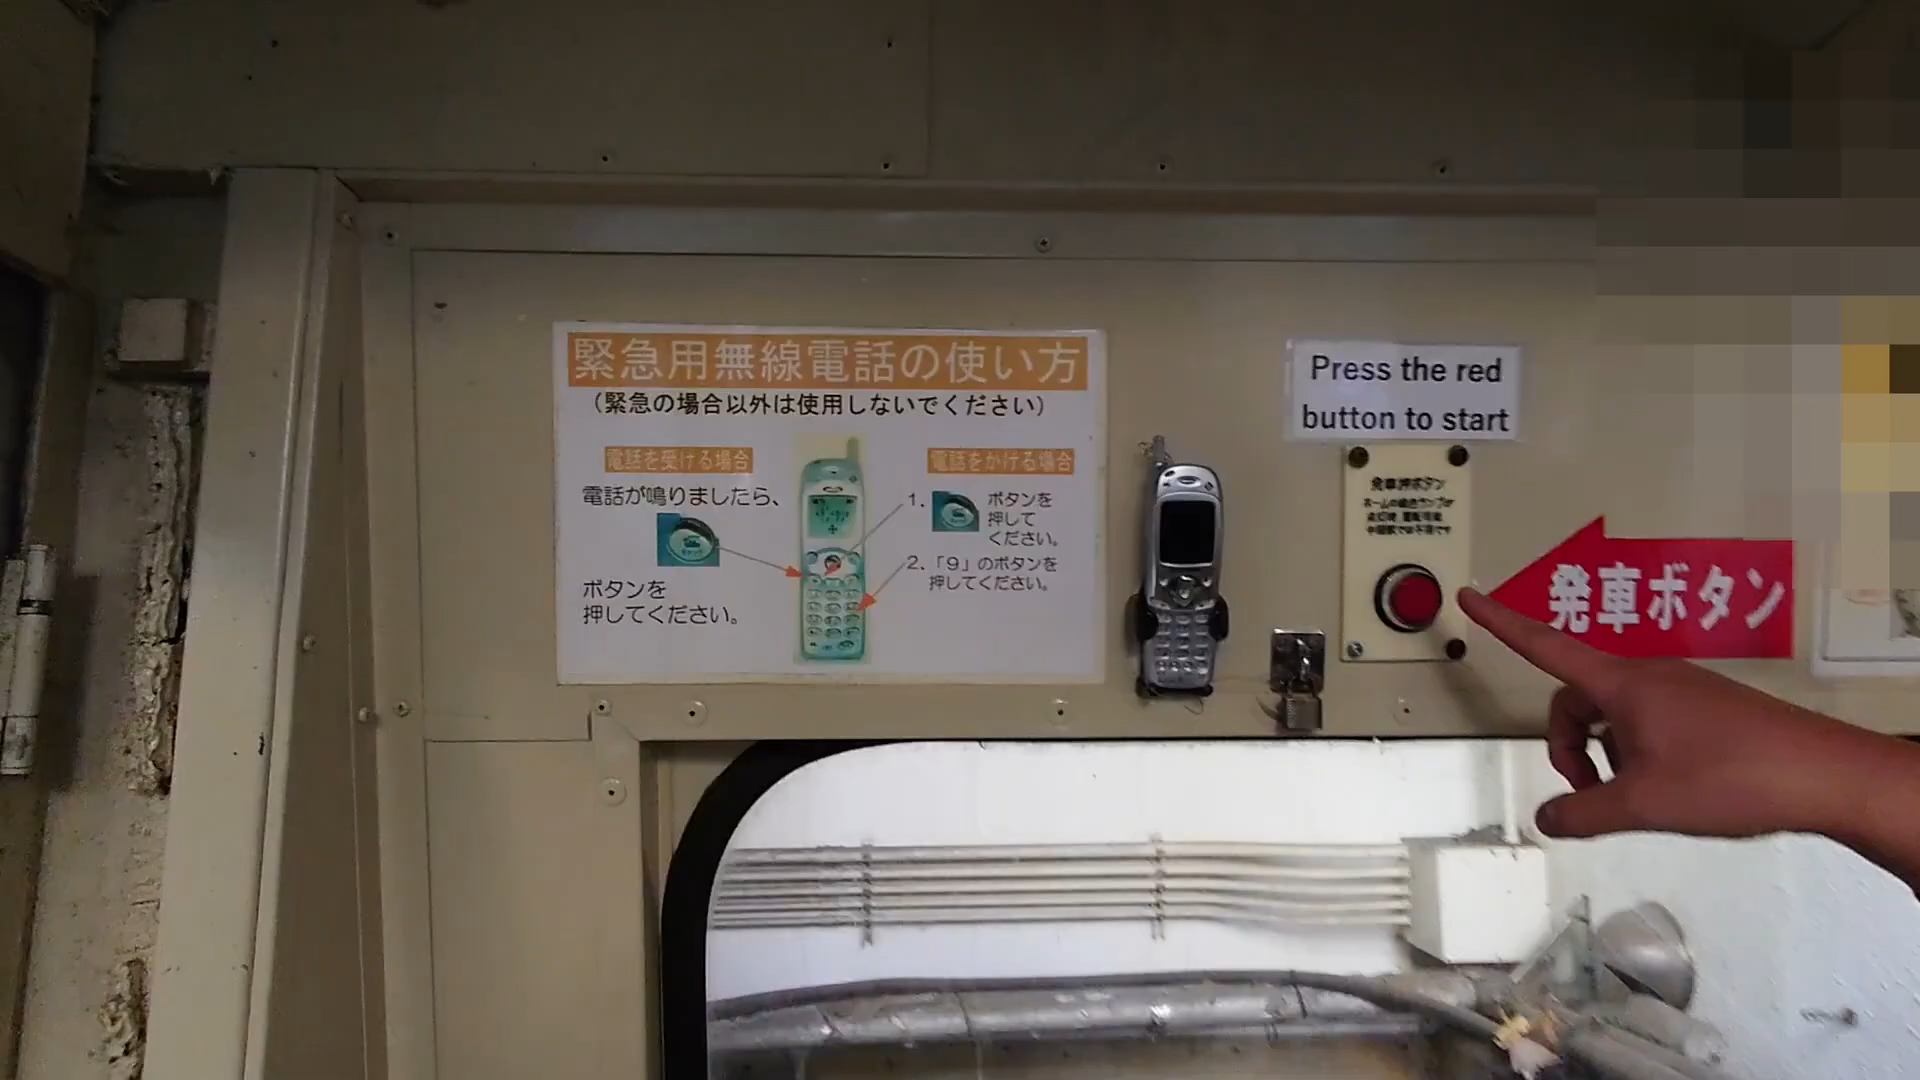 緊急用無線電話の使い方
（緊急の場合以外は使用しないでください）
電話を受ける場合
電話が鳴りましたら、
ボタンを
押してください。
電話をかける場合
1、
ボタンを
押して
ください。
2、「9」のボタンを
押してください。
Press the red
button to start
発車押ボタン
発車ボタン